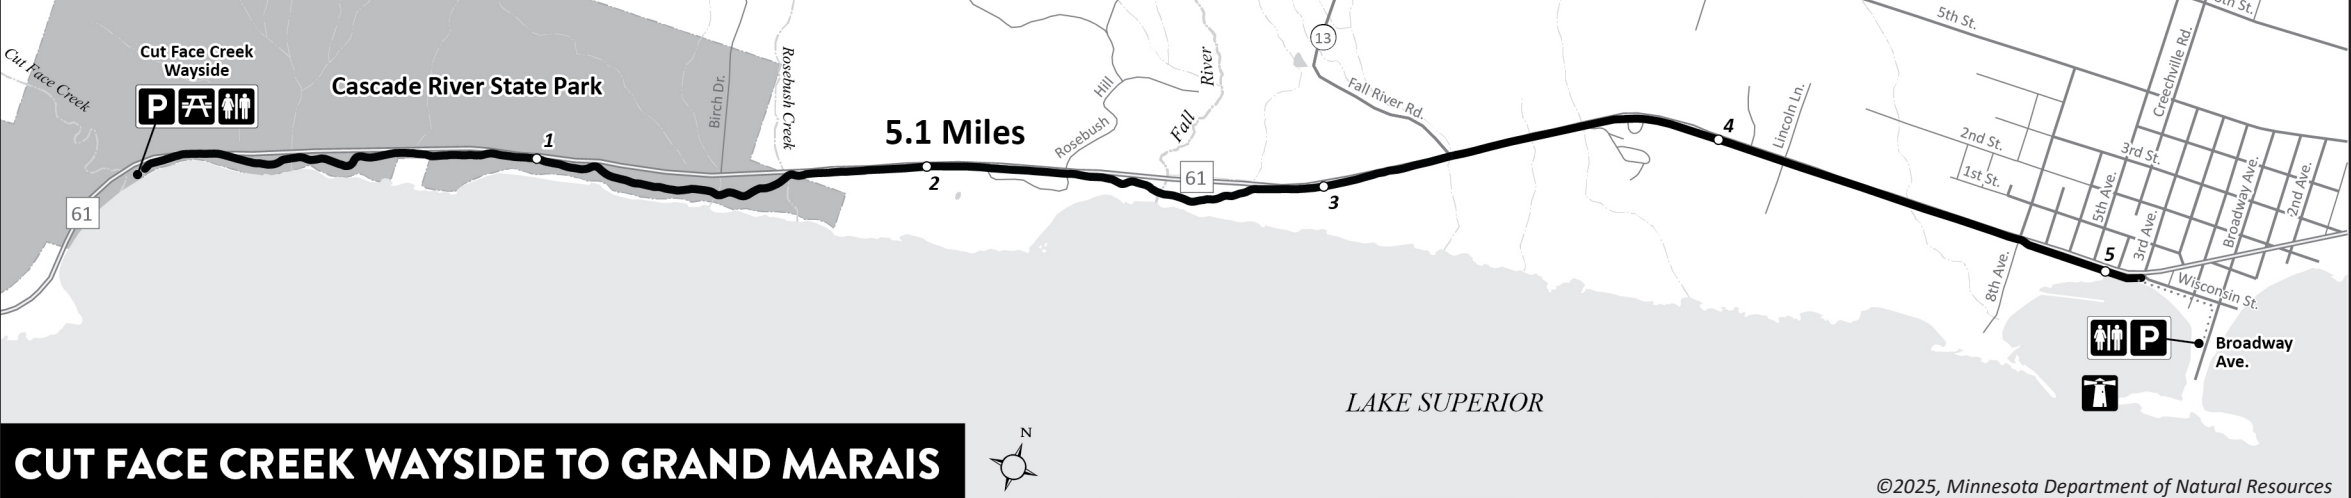 5th St.
Creechville Rd.
Cut Face Creek
Cut Face Creek
Wayside
P
Cascade River State Park
Birch Dr.
Rosebush Creek
5.1 Miles
Rosebush
Hill
Fall
River
13
Fall River Rd.
Lincoln Ln.
2nd St.
1st St.
3rd St.
5th Ave.
3rd Ave.
Broadway Ave.
2nd Ave.
8th Ave.
Wisconsin St.
61
61
1
2
3
4
5
P
Broadway
Ave.
LAKE SUPERIOR
N
CUT FACE CREEK WAYSIDE TO GRAND MARAIS
©2025, Minnesota Department of Natural Resources